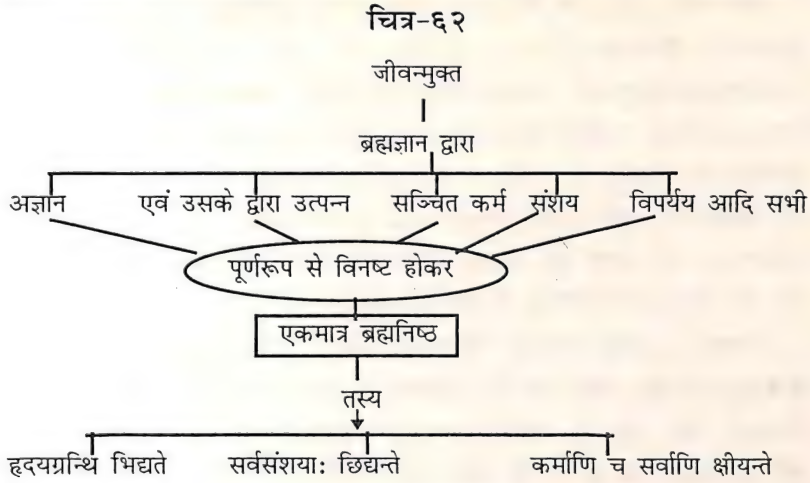 चित्र-६२
जीवन्मुक्त
ब्रह्मज्ञान द्वारा
अज्ञान एवं उसके द्वारा उत्पन्न सञ्चित कर्म संशय विपर्यय आदि सभी
पूर्णरूप से विनष्ट होकर
एकमात्र ब्रह्मनिष्ठ
तस्य
हृदयग्रन्थि भिद्यते सर्वसंशयाः छिद्यन्ते कर्माणि च सर्वाणि क्षीयन्ते